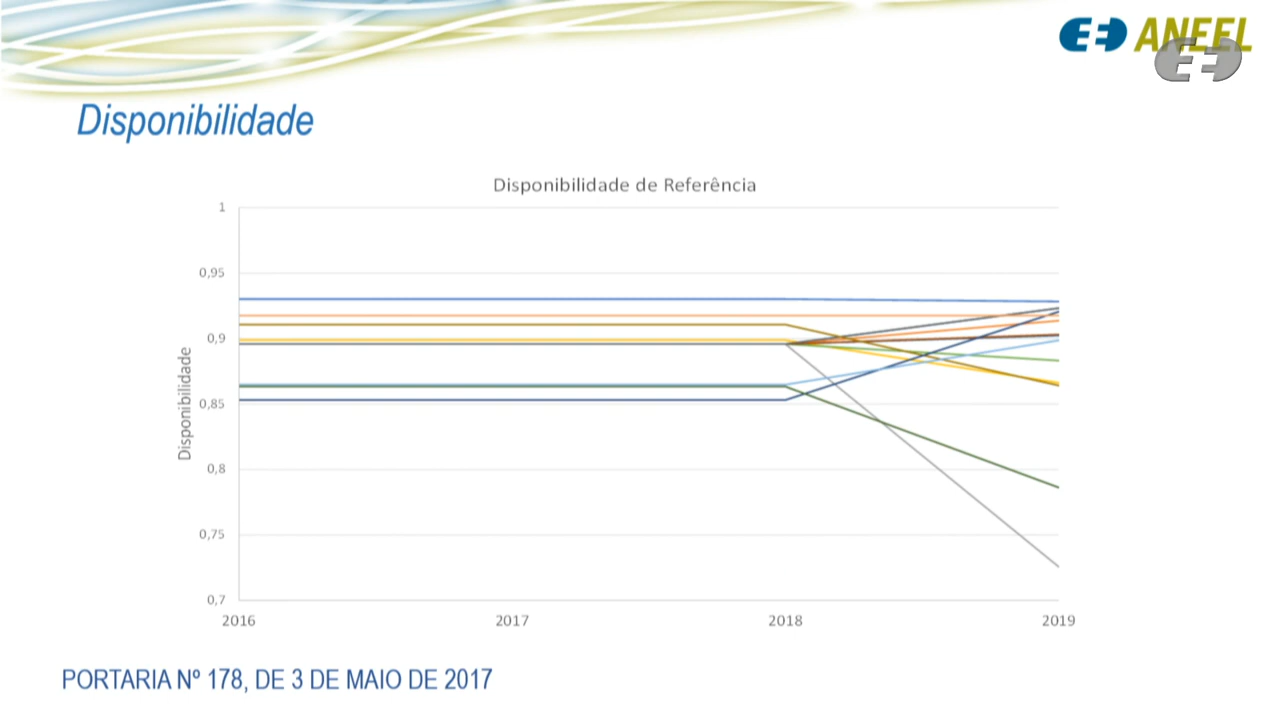 ANEEL
Disponibilidade
Disponibilidade de Referência
1
0,95
0,9
0,85
0,8
0,75
0,7
Disponibilidade
2016 2017 2018 2019
PORTARIA Nº 178, DE 3 DE MAIO DE 2017